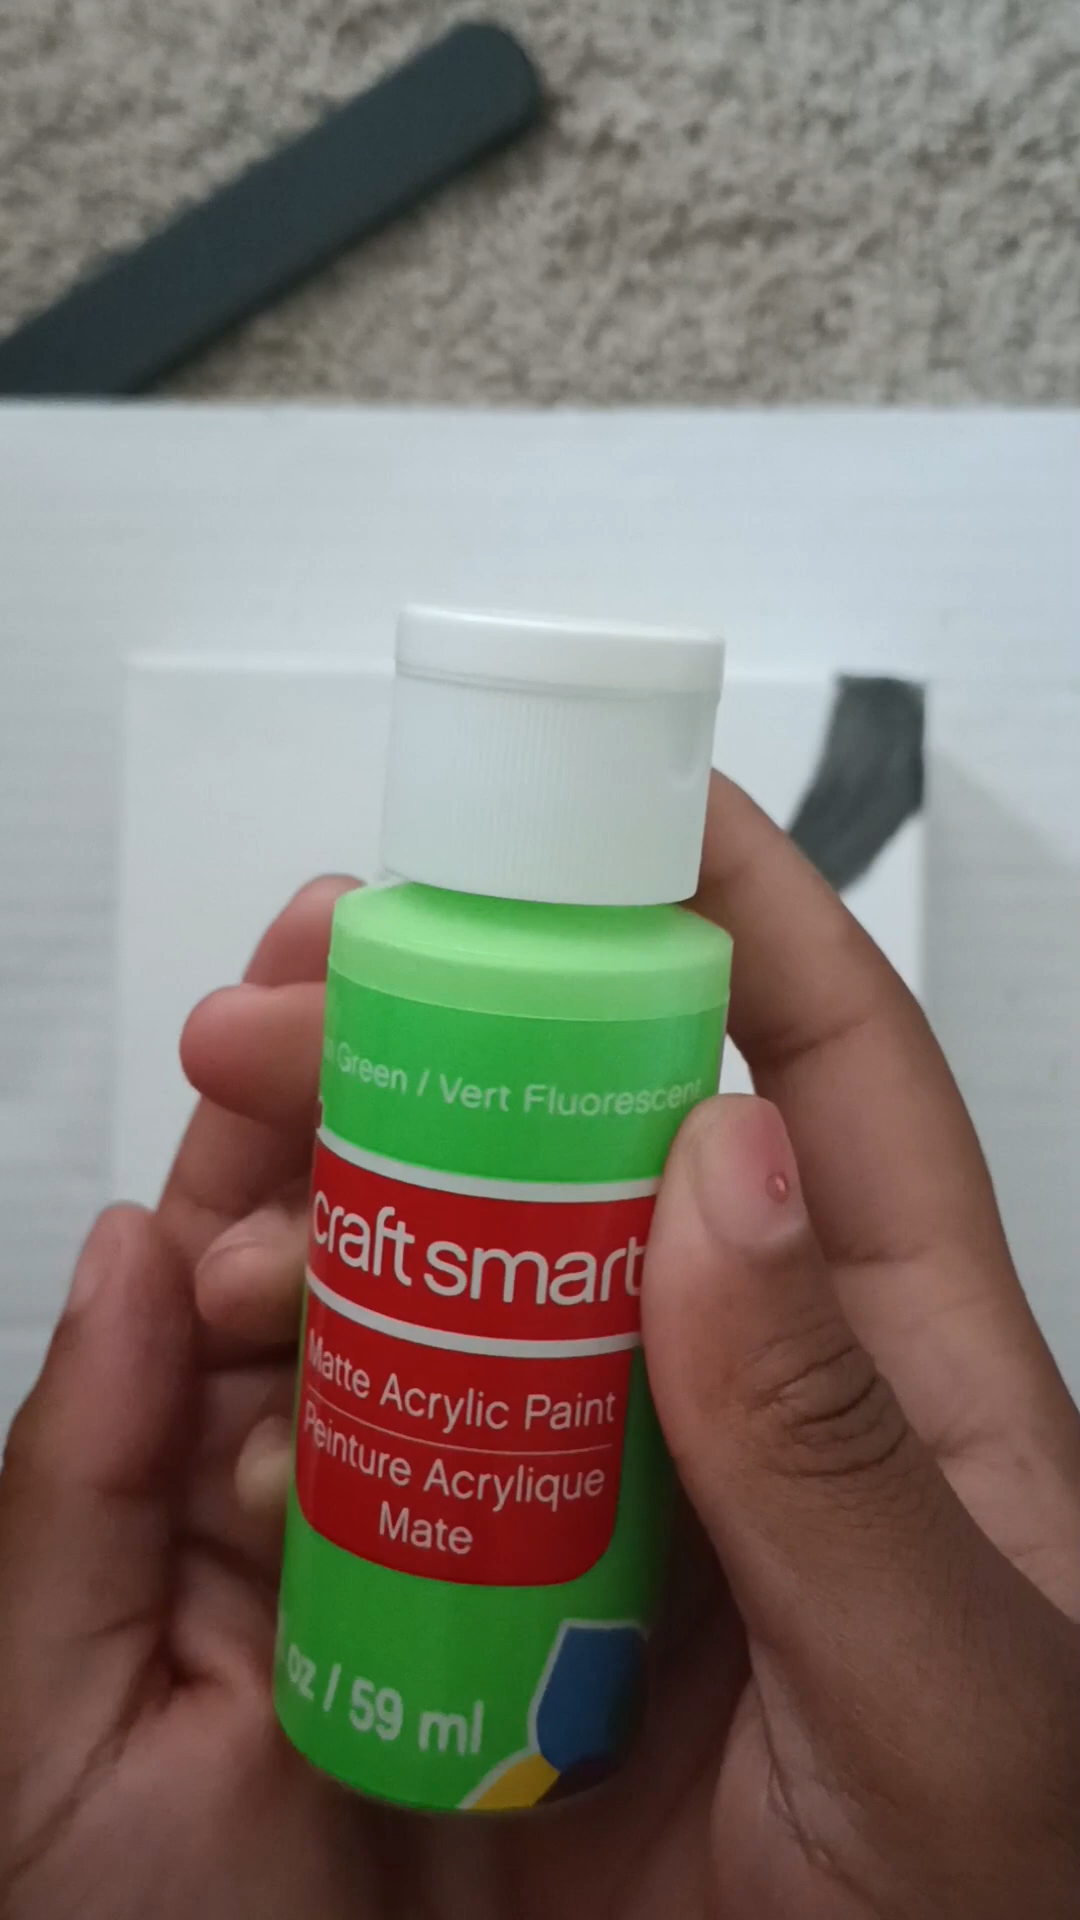 Green / Vert Fluorescent
craft smart
Matte Acrylic Paint
Peinture Acrylique
Mate
oz / 59 ml